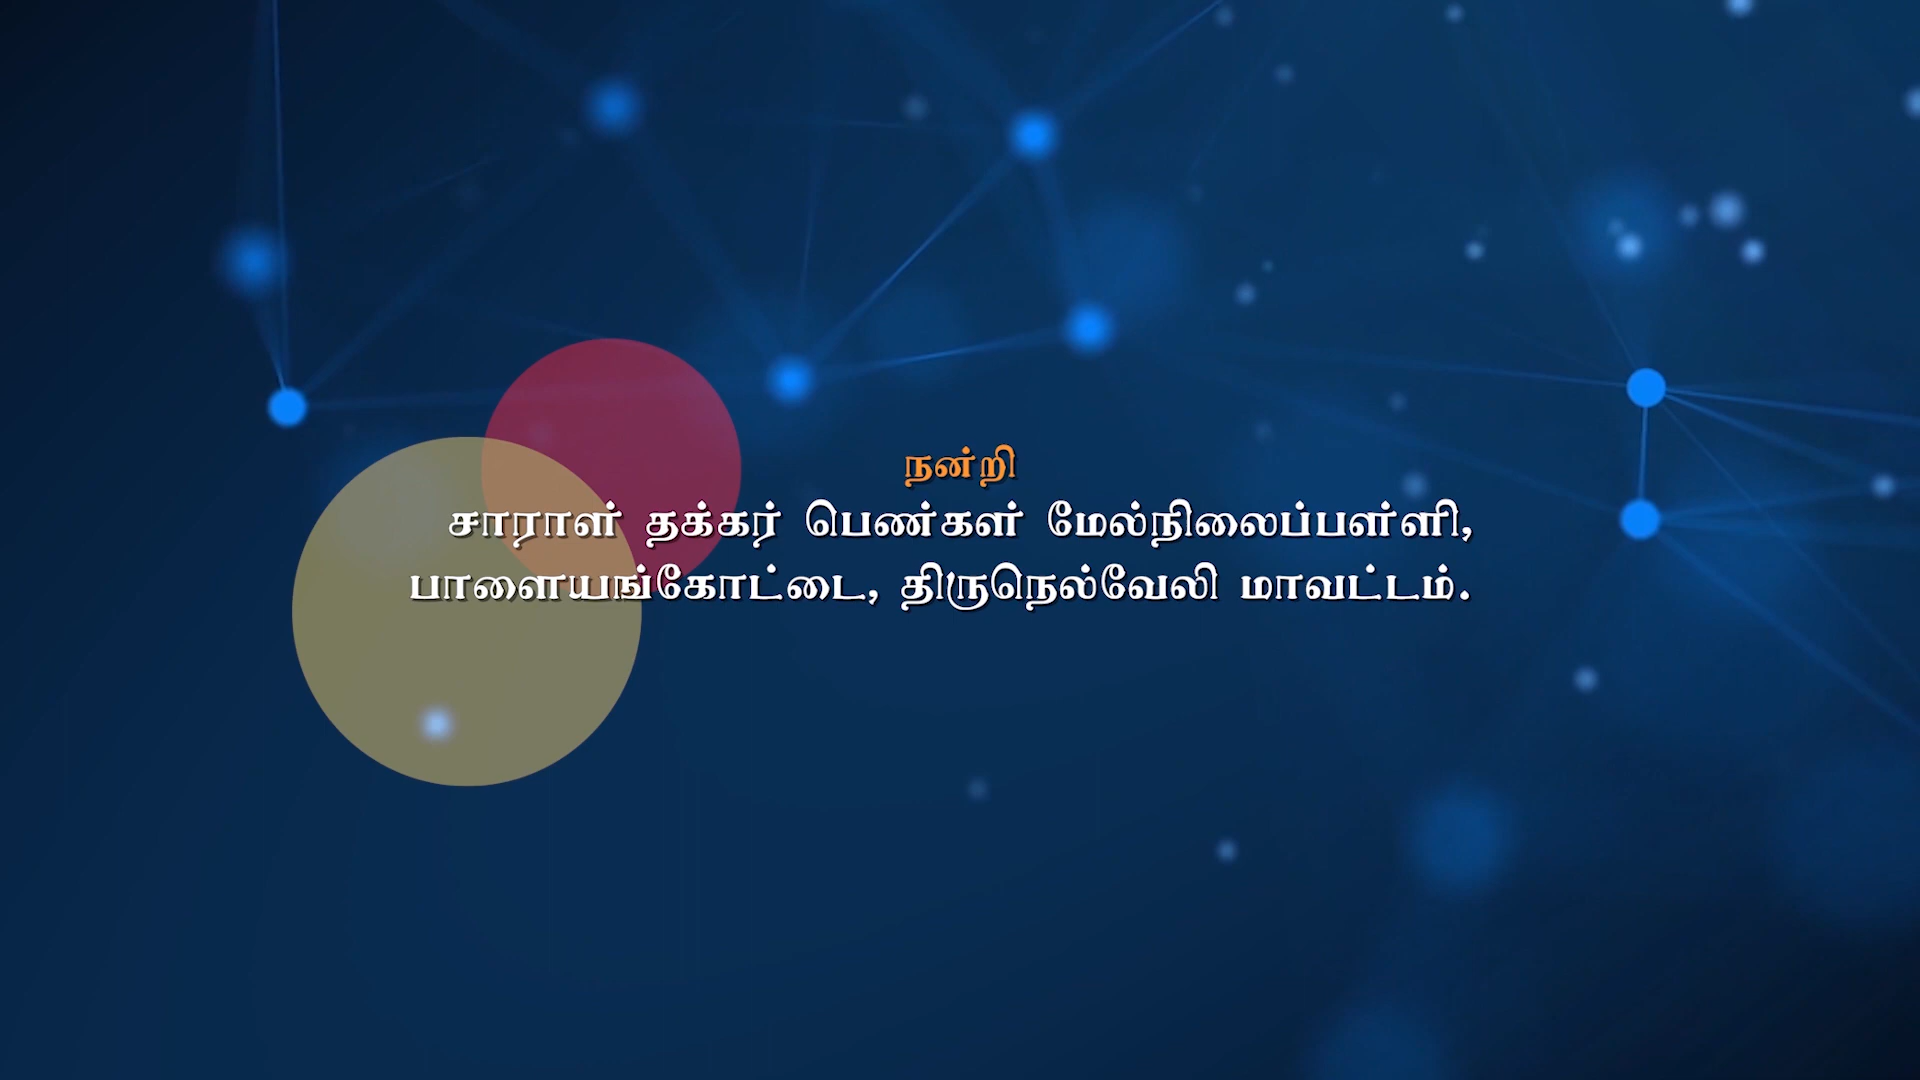 நன்றி
சாராள் தக்கர் பெண்கள் மேல்நிலைப்பள்ளி,
பாளையங்கோட்டை, திருநெல்வேலி மாவட்டம்.